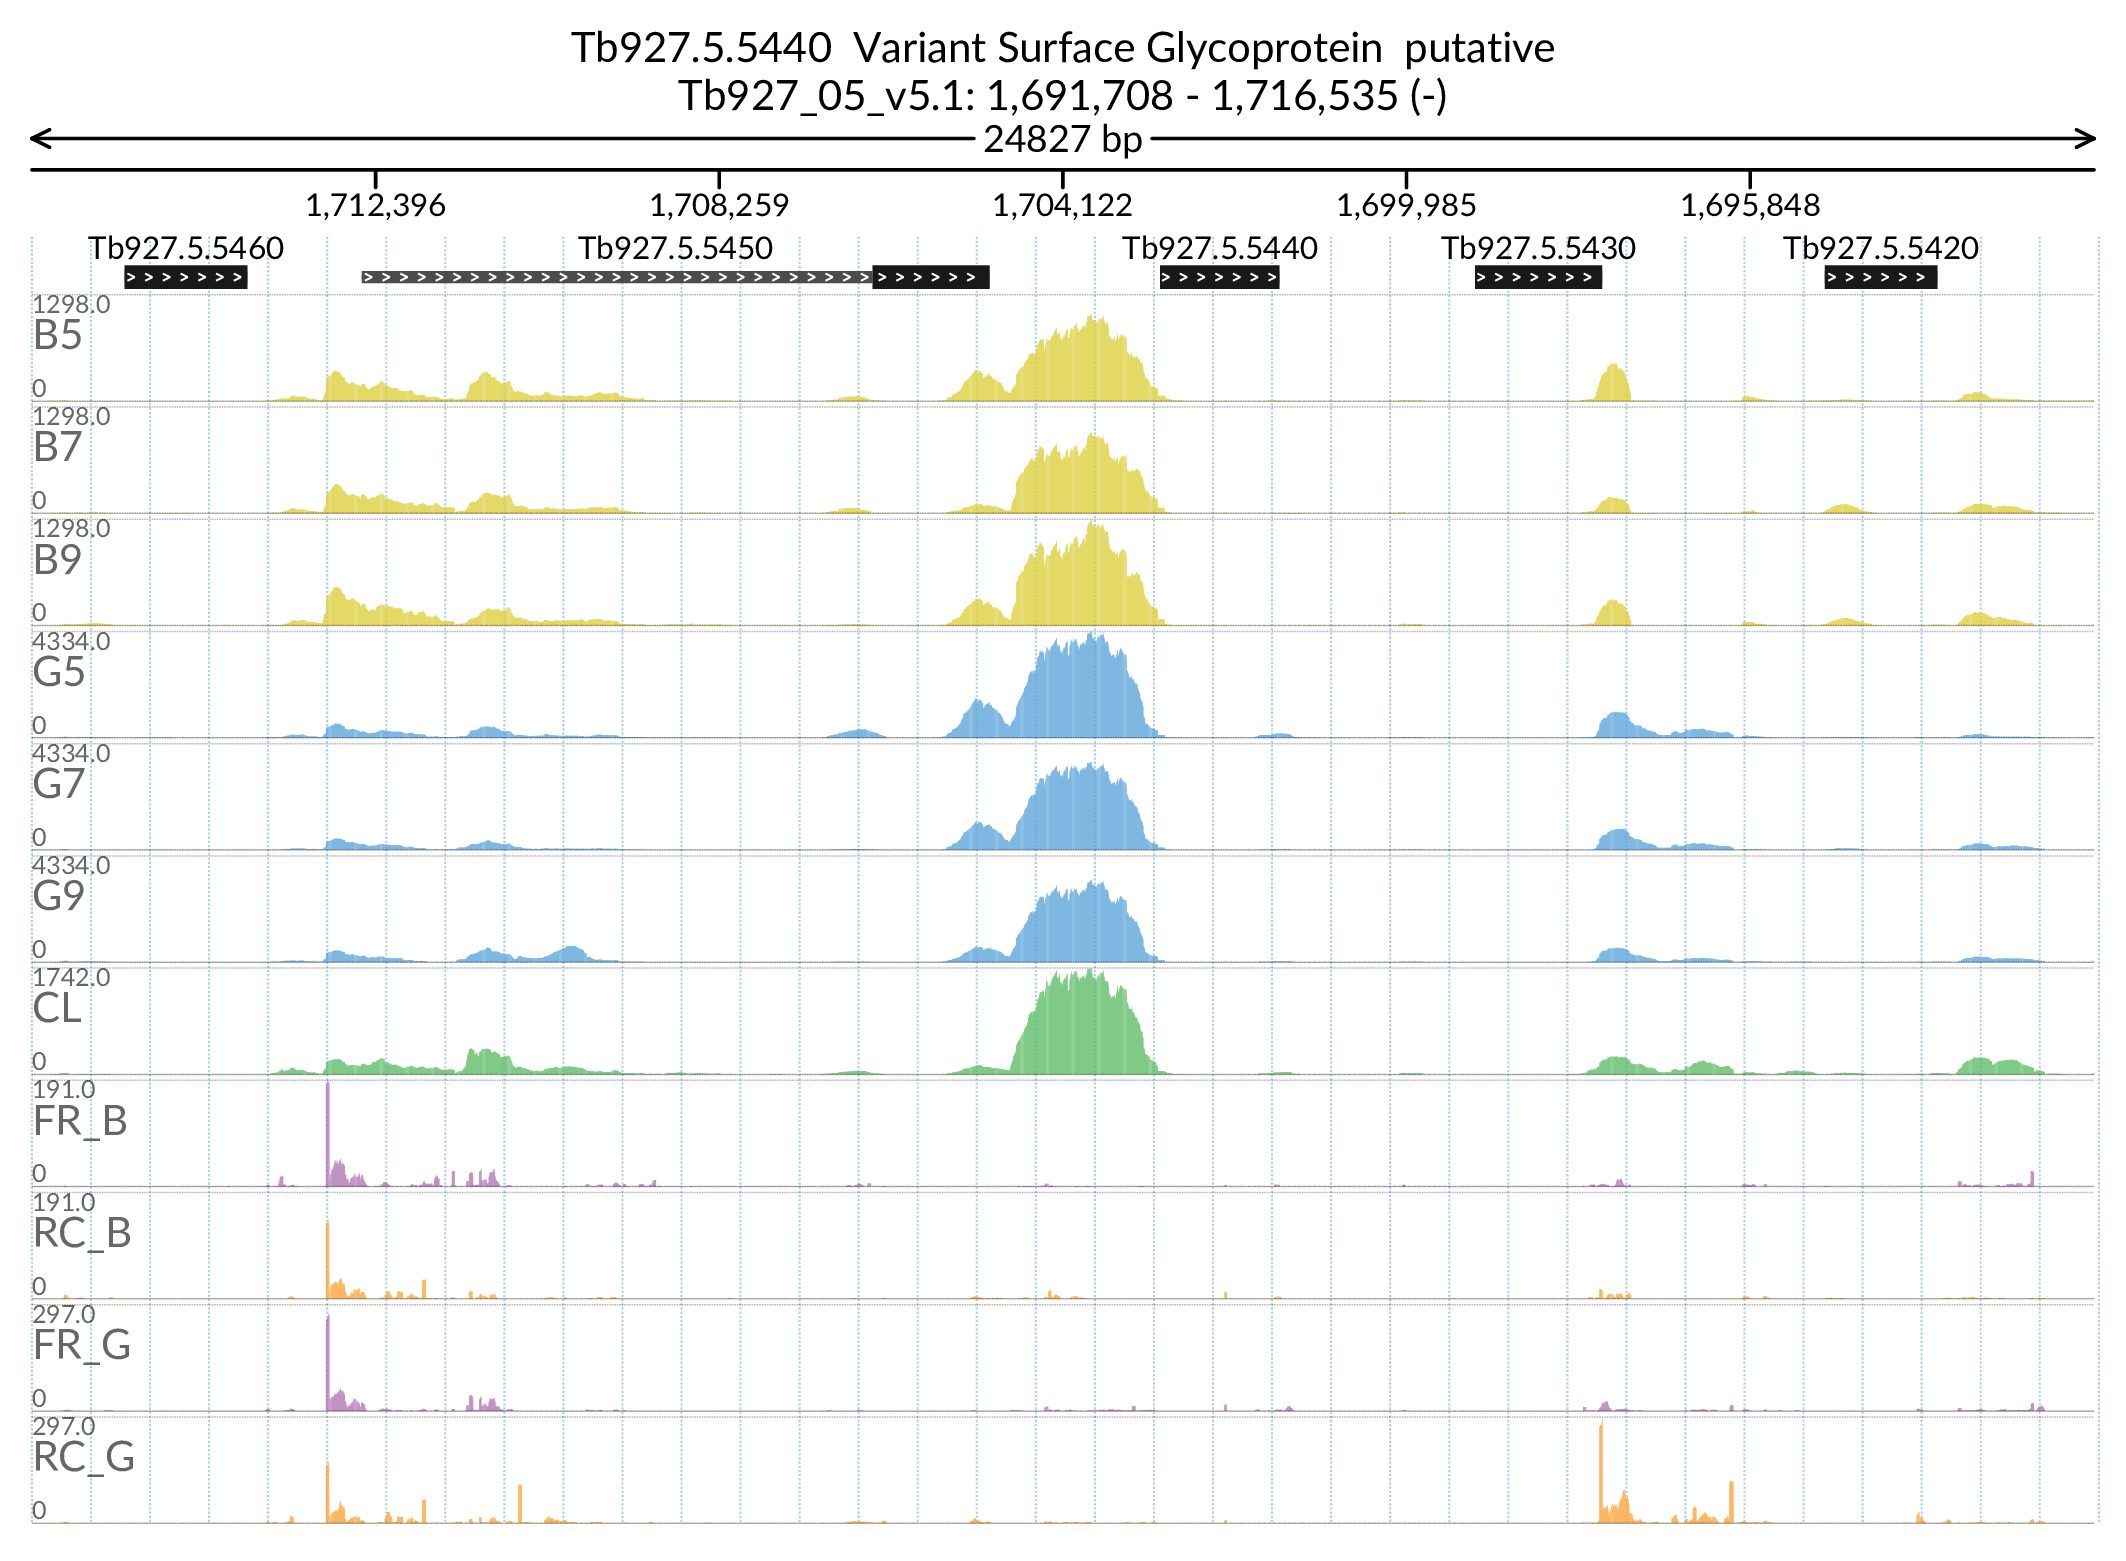 Tb927.5.5440 Variant Surface Glycoprotein putative
Tb927_05_v5.1: 1,691,708 - 1,716,535 (-)
24827 bp
1,712,396 1,708,259 1,704,122 1,699,985 1,695,848
Tb927.5.5460 Tb927.5.5450 Tb927.5.5440 Tb927.5.5430 Tb927.5.5420
1298.0
B5
0
1298.0
B7
0
1298.0
B9
0
4334.0
G5
0
4334.0
G7
0
4334.0
G9
0
1742.0
CL
0
191.0
FR_B
0
191.0
RC_B
0
297.0
FR_G
0
297.0
RC_G
0